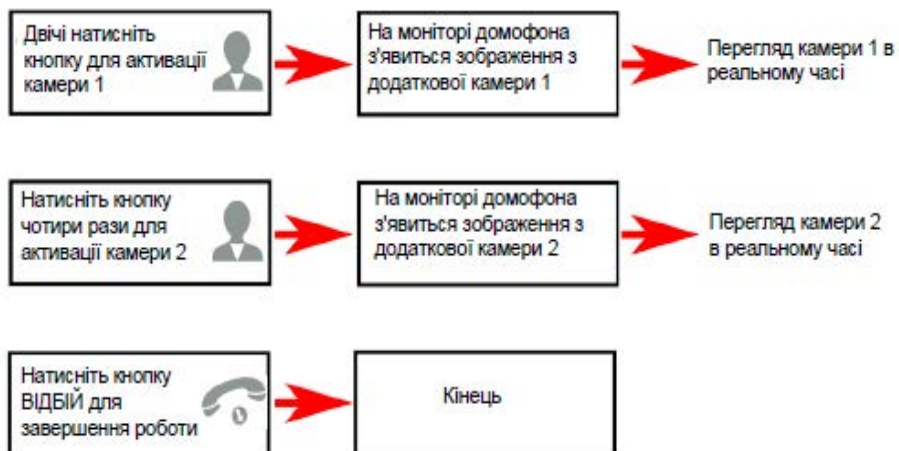 Двічі натисніть
кнопку для активації
камери 1
На моніторі домофона
з'явиться зображення з
додаткової камери 1
Перегляд камери 1 в
реальному часі
Натисніть кнопку
чотири рази для
активації камери 2
На моніторі домофона
з'явиться зображення з
додаткової камери 2
Перегляд камери 2
в реальному часі
Натисніть кнопку
ВІДБІЙ для
завершення роботи
Кінець